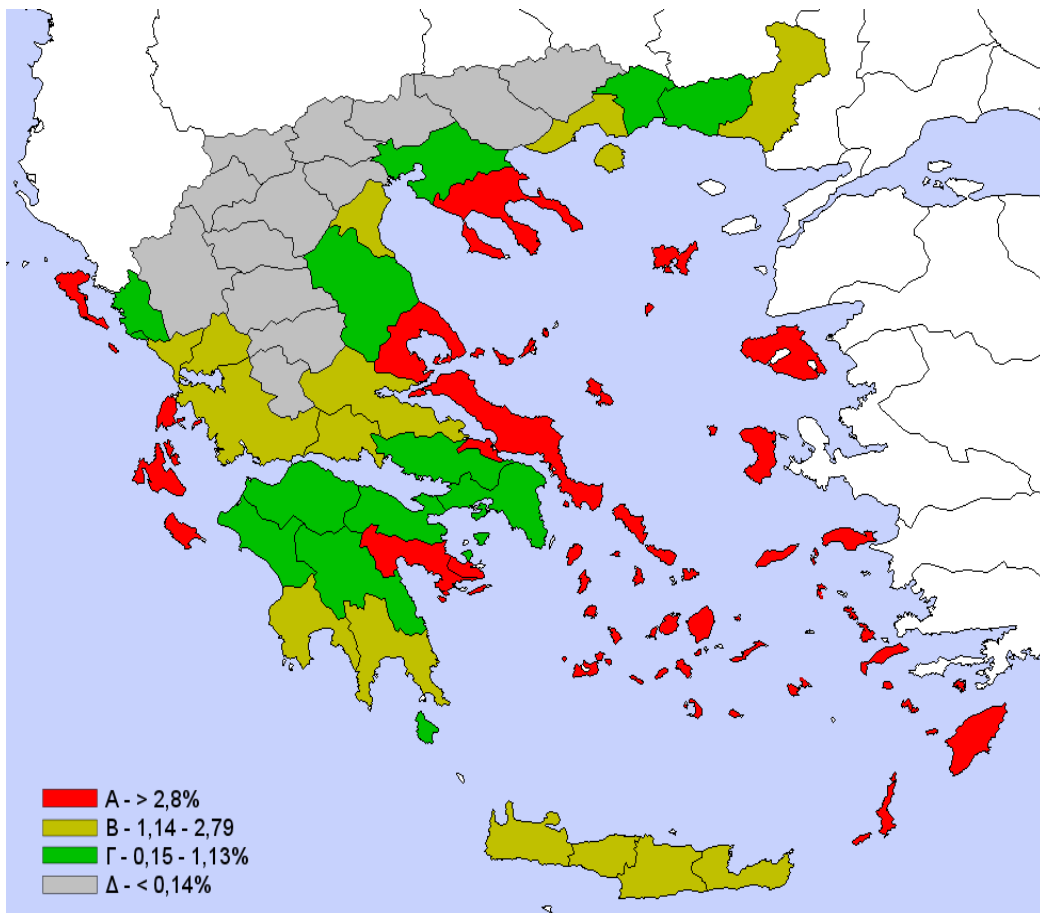 Α - > 2,8%
Β - 1,14 - 2,79
Γ - 0,15 - 1,13%
Δ - < 0,14%